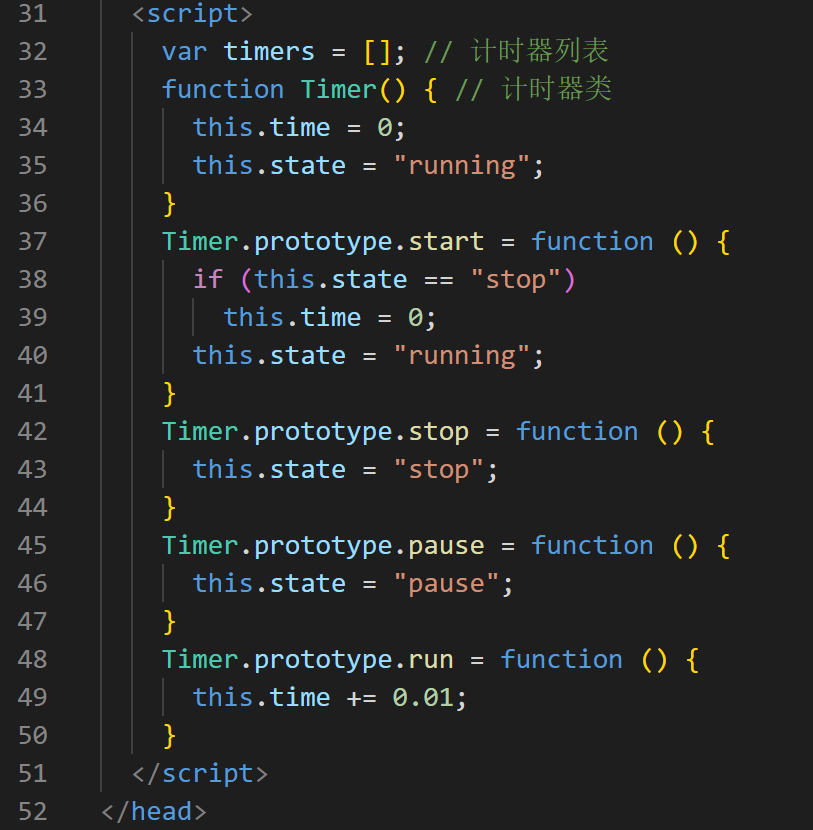 31 <script>
32 var timers = []; // 计时器列表
33 function Timer() { // 计时器类
34 this.time = 0;
35 this.state = "running";
36 }
37 Timer.prototype.start = function () {
38 if (this.state == "stop")
39 this.time = 0;
40 this.state = "running";
41 }
42 Timer.prototype.stop = function () {
43 this.state = "stop";
44 }
45 Timer.prototype.pause = function () {
46 this.state = "pause";
47 }
48 Timer.prototype.run = function () {
49 this.time += 0.01;
50 }
51 </script>
52 </head>